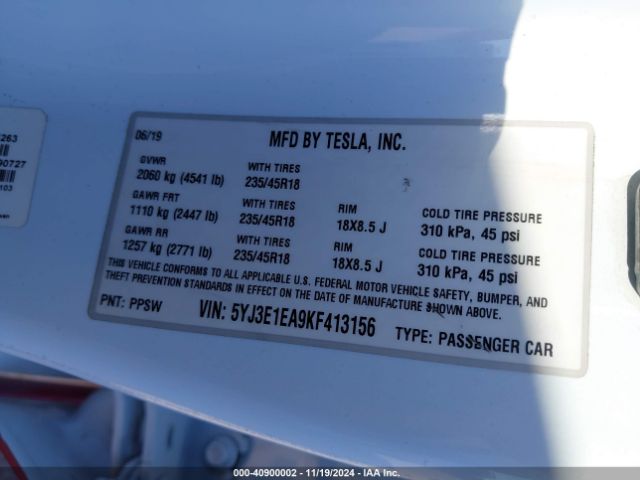 263
90727
103
06/19
MFD BY TESLA, INC.
GVWR
2060 kg (4541 lb)
WITH TIRES
235/45R18
GAWR FRT
1110 kg (2447 lb)
WITH TIRES
235/45R18
RIM
18X8.5 J
COLD TIRE PRESSURE
310 kPa, 45 psi
GAWR RR
1257 kg (2771 lb)
WITH TIRES
235/45R18
RIM
18X8.5 J
COLD TIRE PRESSURE
310 kPa, 45 psi
THIS VEHICLE CONFORMS TO ALL APPLICABLE U.S. FEDERAL MOTOR VEHICLE SAFETY, BUMPER, AND
THEFT PREVENTION STANDARDS IN EFFECT ON THE DATE OF MANUFACTURE SHOWN ABOVE.
PNT: PPSW
VIN: 5YJ3E1EA9KF413156
TYPE: PASSENGER CAR
000-40900002 - 11/19/2024 - IAA Inc.